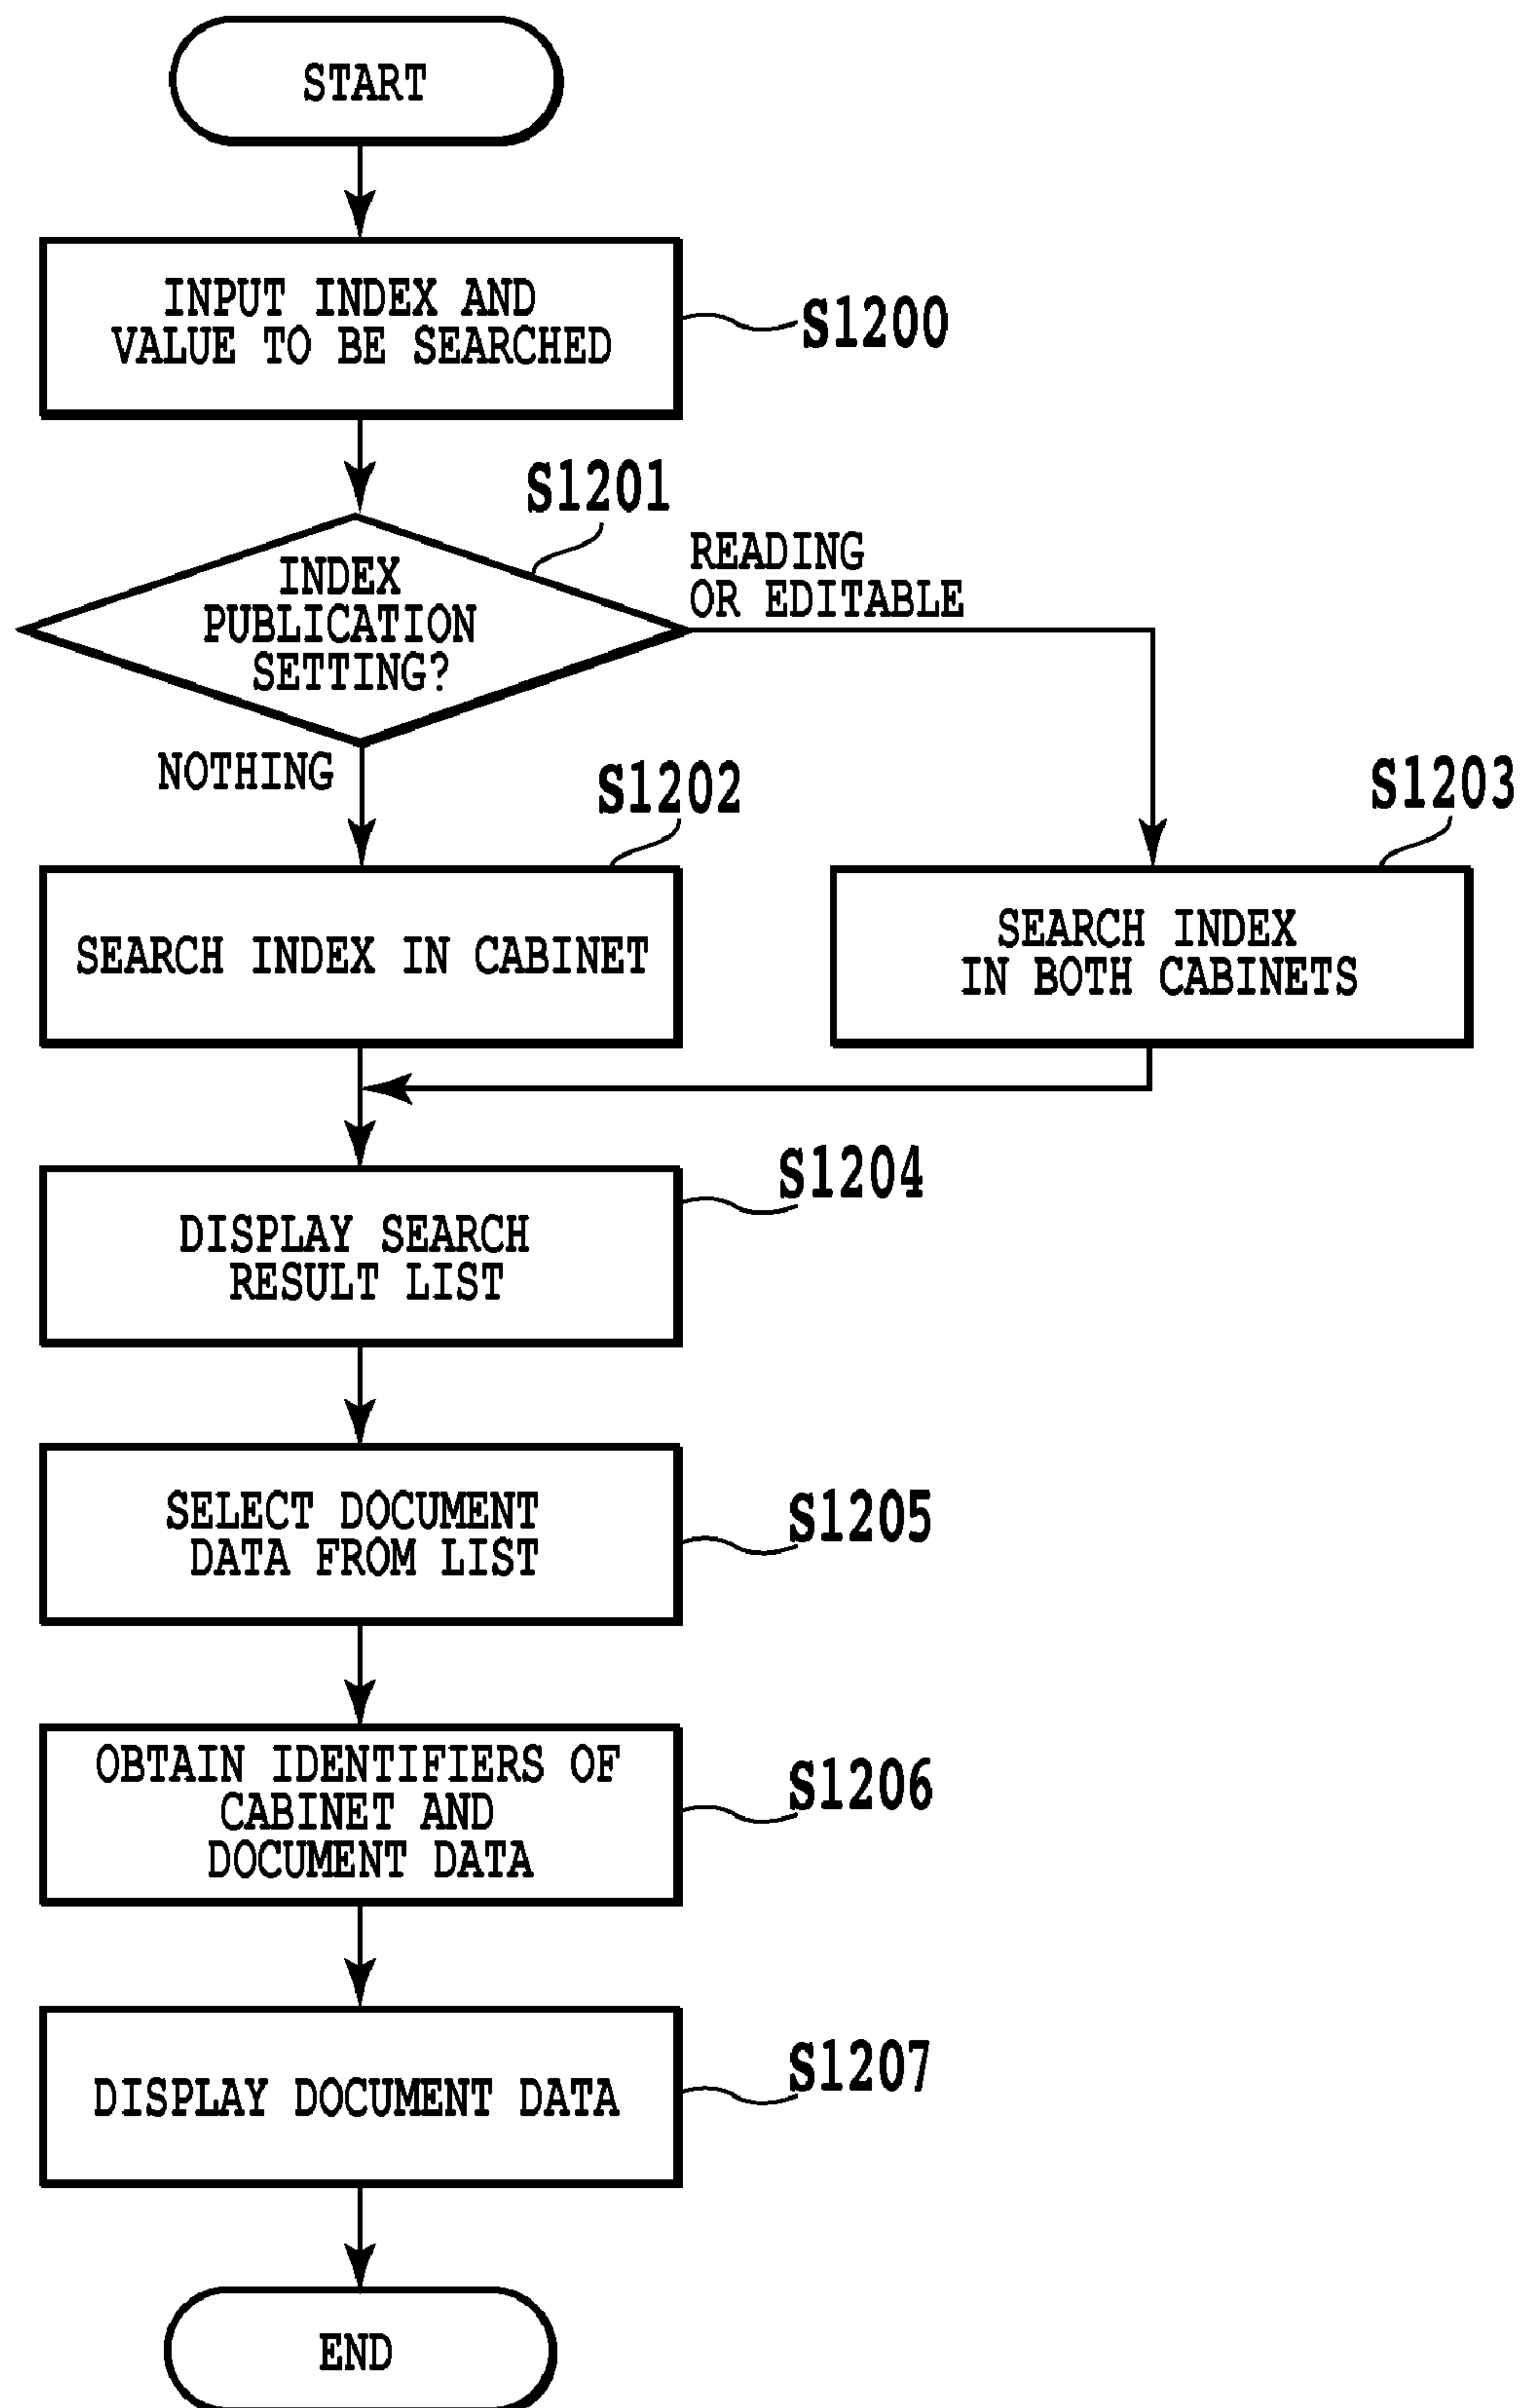 START
INPUT INDEX AND
VALUE TO BE SEARCHED
S1200
S1201
INDEX
PUBLICATION
SETTING?
READING
OR EDITABLE
NOTHING
S1202
S1203
SEARCH INDEX IN CABINET
SEARCH INDEX
IN BOTH CABINETS
S1204
DISPLAY SEARCH
RESULT LIST
SELECT DOCUMENT
DATA FROM LIST
S1205
OBTAIN IDENTIFIERS OF
CABINET AND
DOCUMENT DATA
S1206
DISPLAY DOCUMENT DATA
S1207
END